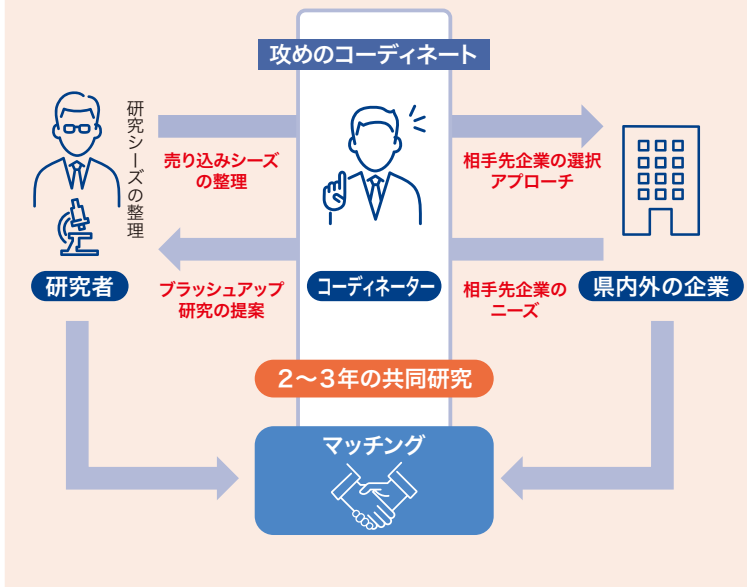 攻めのコーディネート
研究シーズの整理
売り込みシーズ
の整理
相手先企業の選択
アプローチ
ブラッシュアップ
研究の提案
相手先企業の
ニーズ
研究者
コーディネーター
県内外の企業
2〜3年の共同研究
マッチング